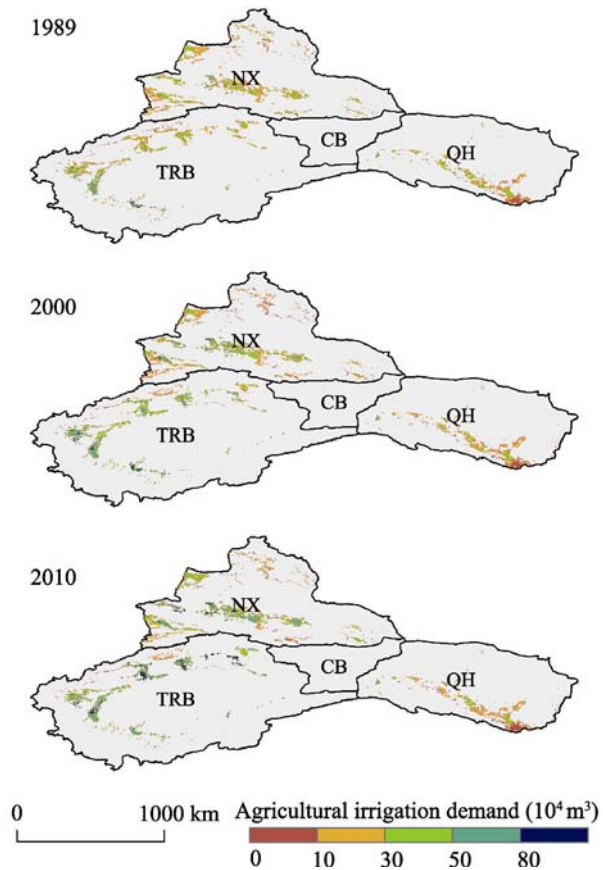 1989
NX
CB
QH
TRB
2000
NX
CB
QH
TRB
2010
NX
CB
QH
TRB
0 1000 km
Agricultural irrigation demand (10⁴ m³)
0 10 30 50 80